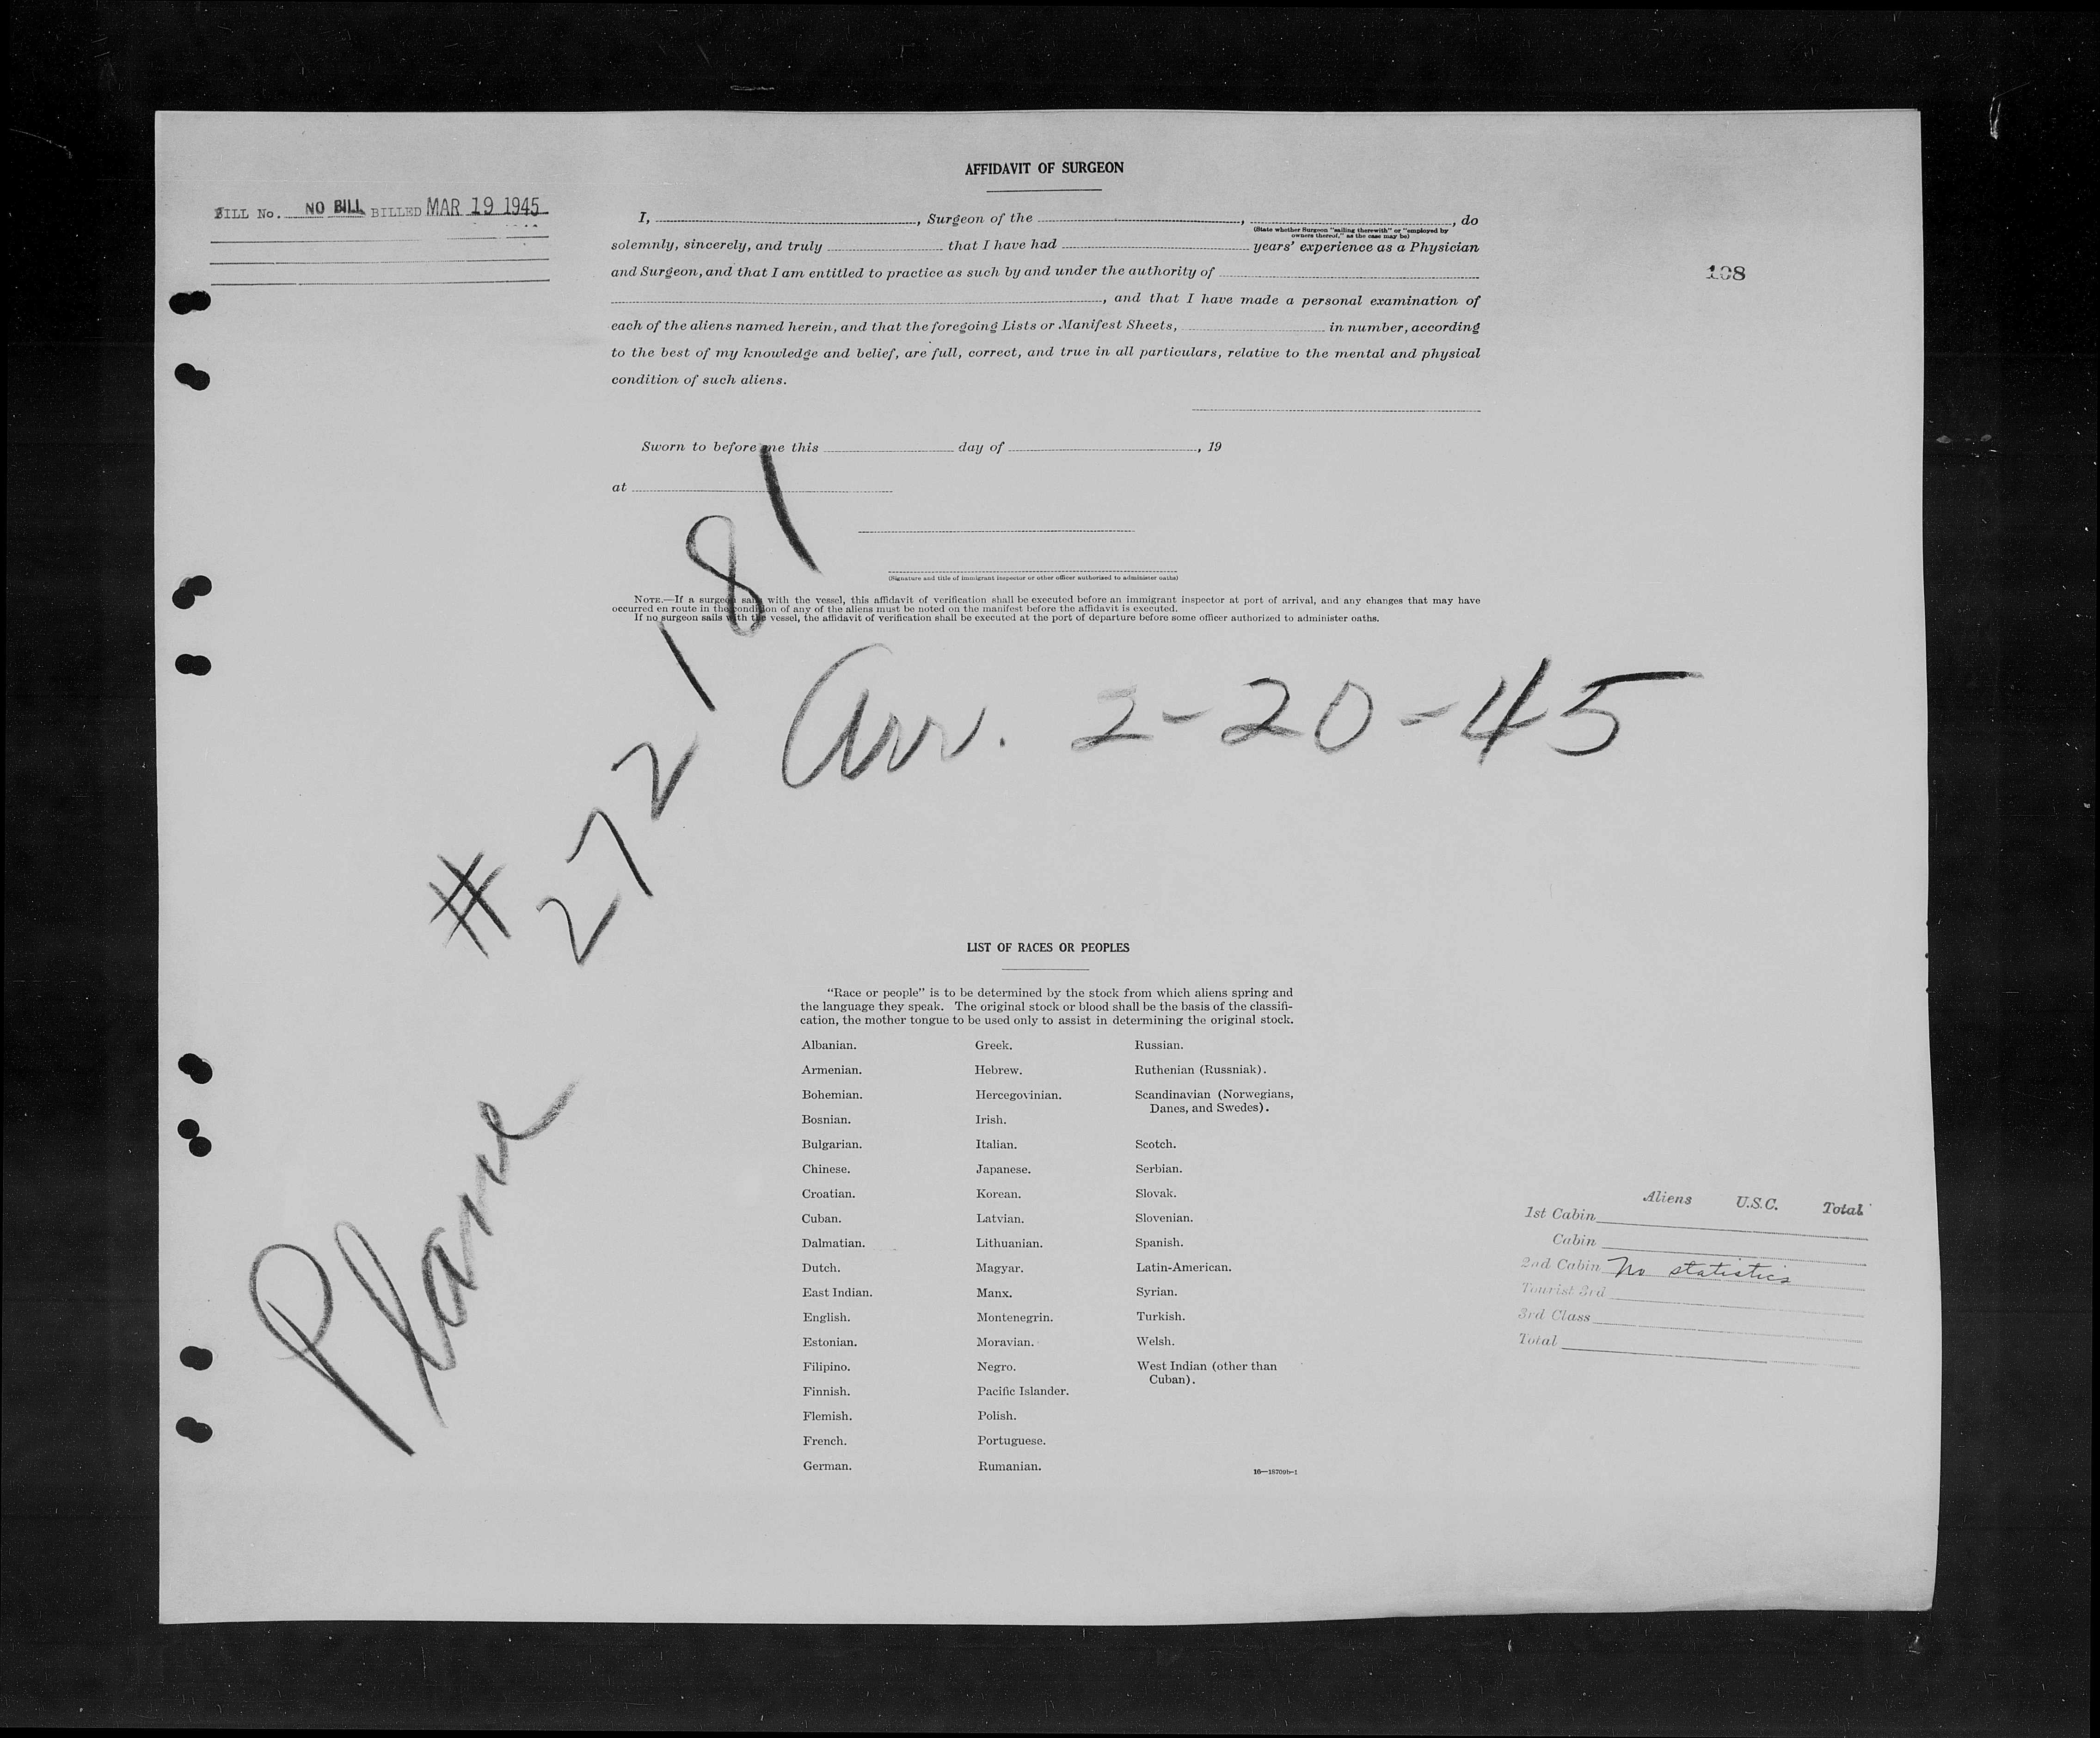 AFFIDAVIT OF SURGEON
BILL No. NO BILL BILLED MAR 19 1945
I, , Surgeon of the , , do
(State whether Surgeon "sailing therewith" or "employed by
owners thereof," as the case may be)
solemnly, sincerely, and truly that I have had years' experience as a Physician
and Surgeon, and that I am entitled to practice as such by and under the authority of
108
, and that I have made a personal examination of
each of the aliens named herein, and that the foregoing Lists or Manifest Sheets, in number, according
to the best of my knowledge and belief, are full, correct, and true in all particulars, relative to the mental and physical
condition of such aliens.
Sworn to before me this day of , 19
at
(Signature and title of immigrant inspector or other officer authorized to administer oaths)
NOTE.—If a surgeon sails with the vessel, this affidavit of verification shall be executed before an immigrant inspector at port of arrival, and any changes that may have
occurred en route in the condition of any of the aliens must be noted on the manifest before the affidavit is executed.
If no surgeon sails with the vessel, the affidavit of verification shall be executed at the port of departure before some officer authorized to administer oaths.
Arr. 2-20-45
Plane # 272181
LIST OF RACES OR PEOPLES
"Race or people" is to be determined by the stock from which aliens spring and
the language they speak. The original stock or blood shall be the basis of the classifi-
cation, the mother tongue to be used only to assist in determining the original stock.
Albanian.
Armenian.
Bohemian.
Bosnian.
Bulgarian.
Chinese.
Croatian.
Cuban.
Dalmatian.
Dutch.
East Indian.
English.
Estonian.
Filipino.
Finnish.
Flemish.
French.
German.
Greek.
Hebrew.
Hercegovinian.
Irish.
Italian.
Japanese.
Korean.
Latvian.
Lithuanian.
Magyar.
Manx.
Montenegrin.
Moravian.
Negro.
Pacific Islander.
Polish.
Portuguese.
Rumanian.
Russian.
Ruthenian (Russniak).
Scandinavian (Norwegians,
Danes, and Swedes).
Scotch.
Serbian.
Slovak.
Slovenian.
Spanish.
Latin-American.
Syrian.
Turkish.
Welsh.
West Indian (other than
Cuban).
16—18709b-1
Aliens U.S.C. Total
1st Cabin
Cabin
2nd Cabin No statistics
Tourist 3rd
3rd Class
Total